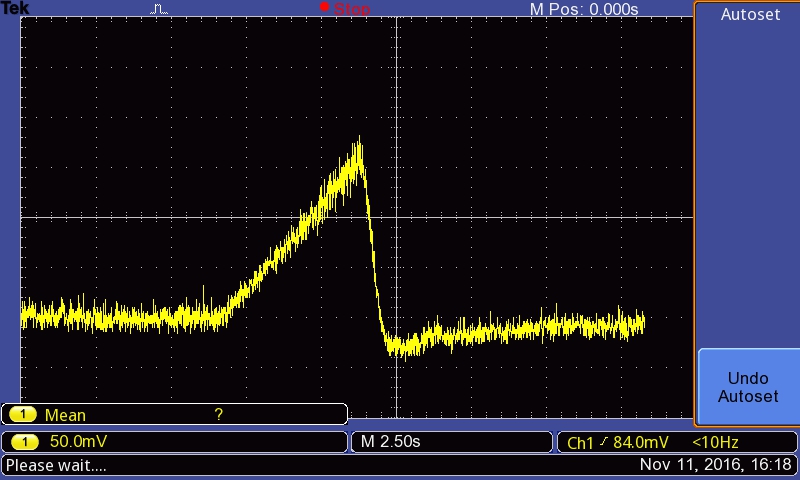 Tek Stop M Pos: 0.000s Autoset
Undo
Autoset
1 Mean ?
1 50.0mV M 2.50s Ch1 84.0mV <10Hz
Please wait.... Nov 11, 2016, 16:18